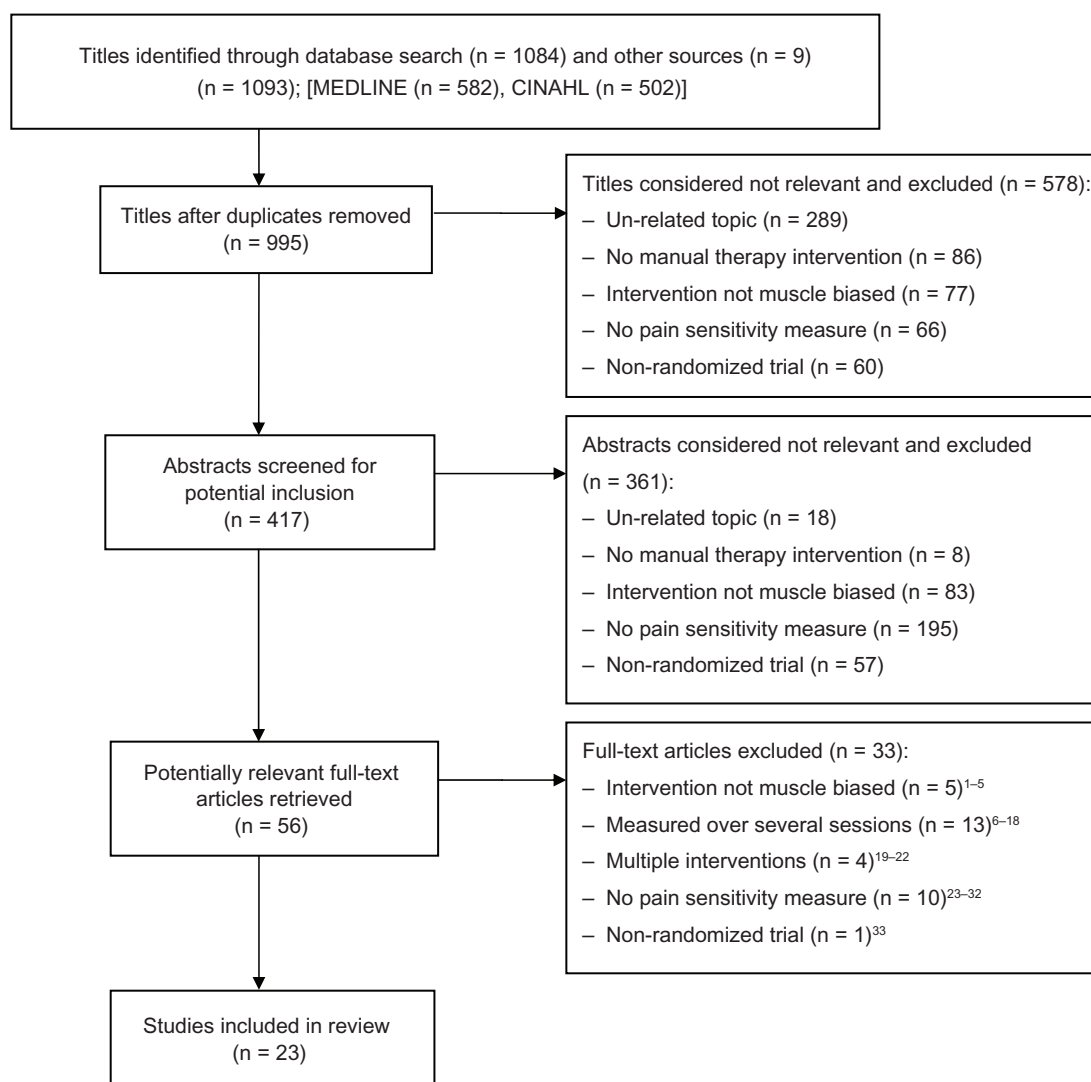 Titles identified through database search (n = 1084) and other sources (n = 9)
(n = 1093); [MEDLINE (n = 582), CINAHL (n = 502)]
Titles after duplicates removed
(n = 995)
Titles considered not relevant and excluded (n = 578):
– Un-related topic (n = 289)
– No manual therapy intervention (n = 86)
– Intervention not muscle biased (n = 77)
– No pain sensitivity measure (n = 66)
– Non-randomized trial (n = 60)
Abstracts screened for
potential inclusion
(n = 417)
Abstracts considered not relevant and excluded
(n = 361):
– Un-related topic (n = 18)
– No manual therapy intervention (n = 8)
– Intervention not muscle biased (n = 83)
– No pain sensitivity measure (n = 195)
– Non-randomized trial (n = 57)
Potentially relevant full-text
articles retrieved
(n = 56)
Full-text articles excluded (n = 33):
– Intervention not muscle biased (n = 5)1–5
– Measured over several sessions (n = 13)6–18
– Multiple interventions (n = 4)19–22
– No pain sensitivity measure (n = 10)23–32
– Non-randomized trial (n = 1)33
Studies included in review
(n = 23)